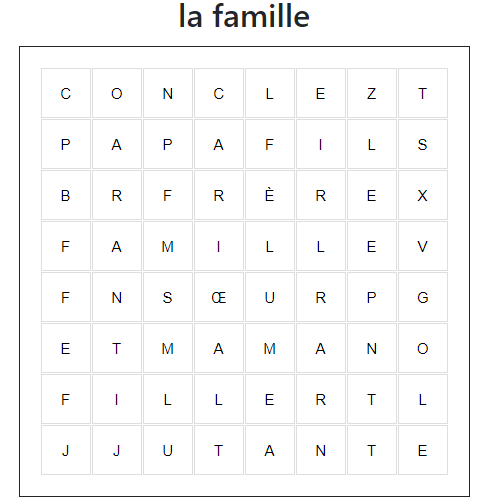 la famille
C O N C L E Z T
P A P A F I L S
B R F R È R E X
F A M I L L E V
F N S Œ U R P G
E T M A M A N O
F I L L E R T L
J J U T A N T E